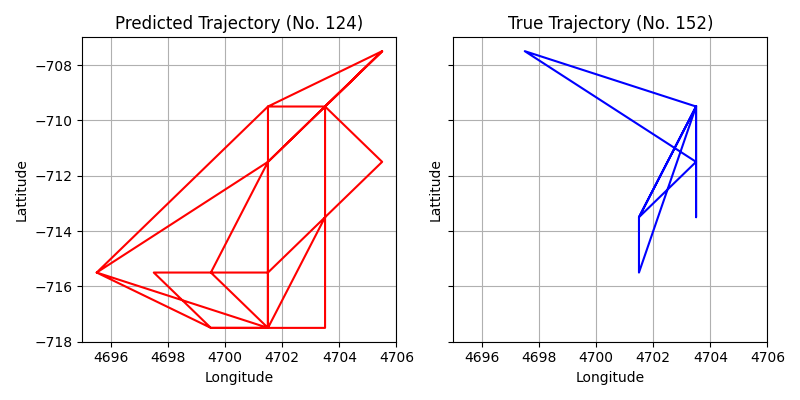 Predicted Trajectory (No. 124)
True Trajectory (No. 152)
Lattitude
−708
−710
−712
−714
−716
−718
4696 4698 4700 4702 4704 4706
Longitude
Lattitude
4696 4698 4700 4702 4704 4706
Longitude